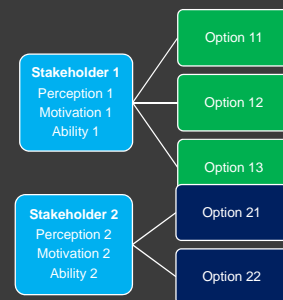 Option 11
Stakeholder 1
Perception 1
Motivation 1
Ability 1
Option 12
Option 13
Stakeholder 2
Perception 2
Motivation 2
Ability 2
Option 21
Option 22